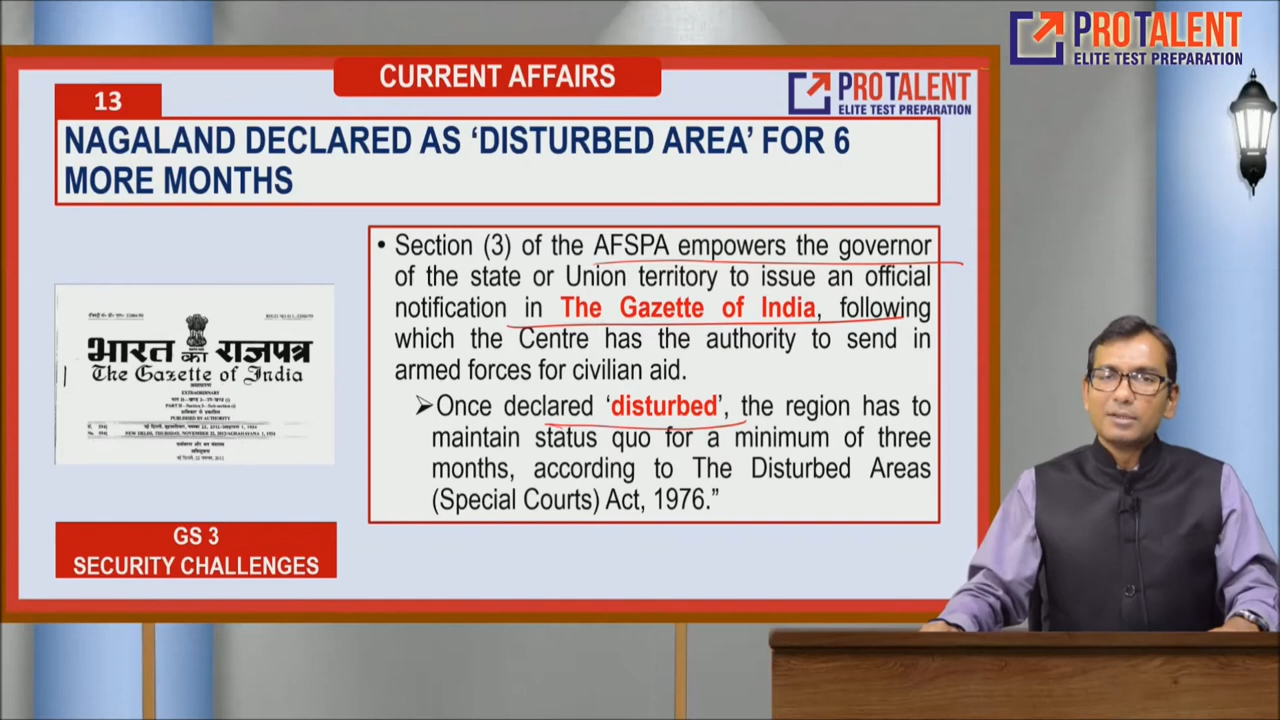 PROTALENT
ELITE TEST PREPARATION
CURRENT AFFAIRS
13
PROTALENT
ELITE TEST PREPARATION
NAGALAND DECLARED AS ‘DISTURBED AREA’ FOR 6
MORE MONTHS
• Section (3) of the AFSPA empowers the governor
of the state or Union territory to issue an official
notification in The Gazette of India, following
which the Centre has the authority to send in
armed forces for civilian aid.
➢Once declared ‘disturbed’, the region has to
maintain status quo for a minimum of three
months, according to The Disturbed Areas
(Special Courts) Act, 1976.”
भारत का राजपत्र
The Gazette of India
EXTRAORDINARY
PUBLISHED BY AUTHORITY
GS 3
SECURITY CHALLENGES